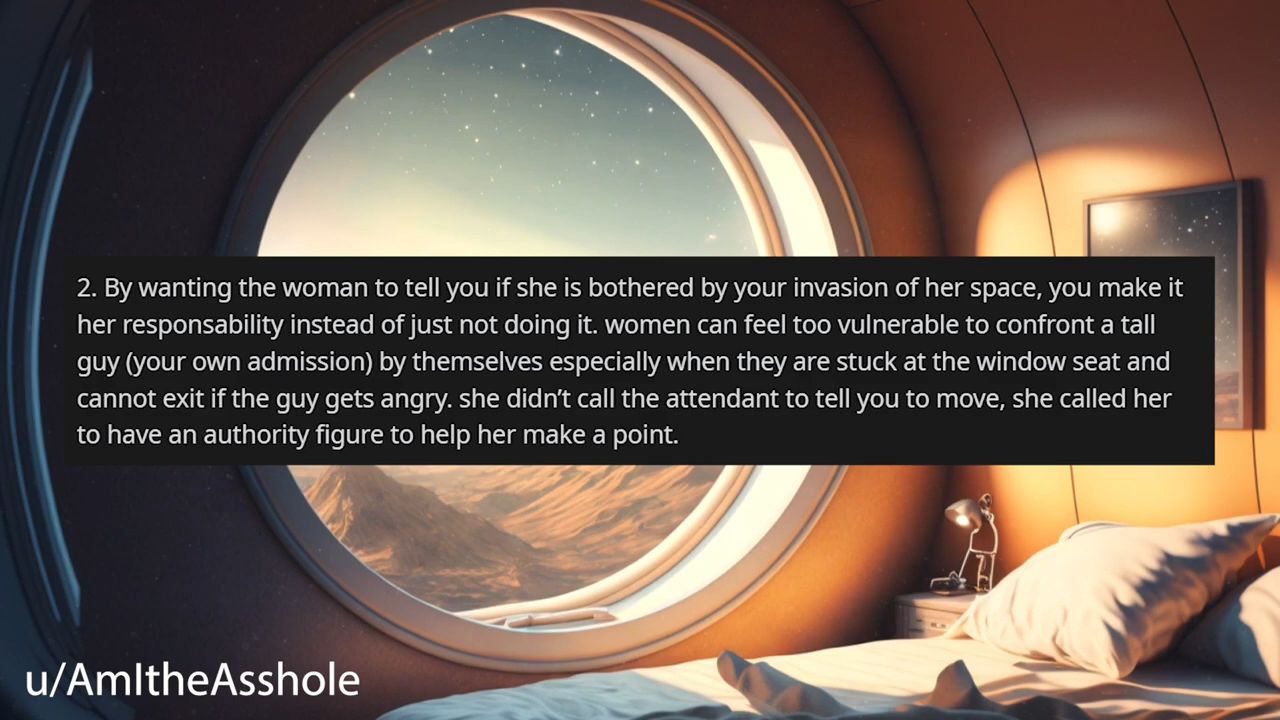 2. By wanting the woman to tell you if she is bothered by your invasion of her space, you make it
her responsability instead of just not doing it. women can feel too vulnerable to confront a tall
guy (your own admission) by themselves especially when they are stuck at the window seat and
cannot exit if the guy gets angry. she didn’t call the attendant to tell you to move, she called her
to have an authority figure to help her make a point.
u/AmItheAsshole